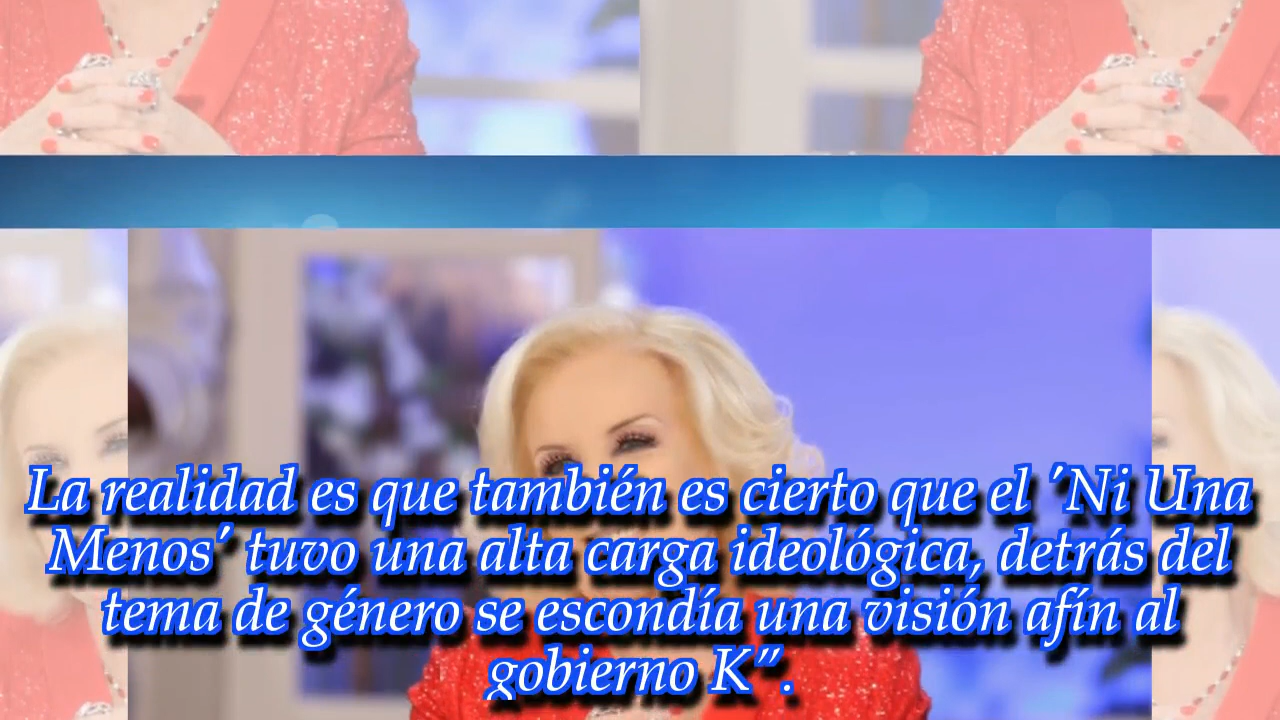 La realidad es que también es cierto que el 'Ni Una
Menos' tuvo una alta carga ideológica, detrás del
tema de género se escondía una visión afín al
gobierno K”.